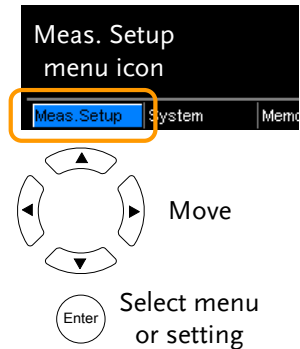 Meas. Setup
menu icon
Meas.Setup System Memo
Move
Enter
Select menu
or setting